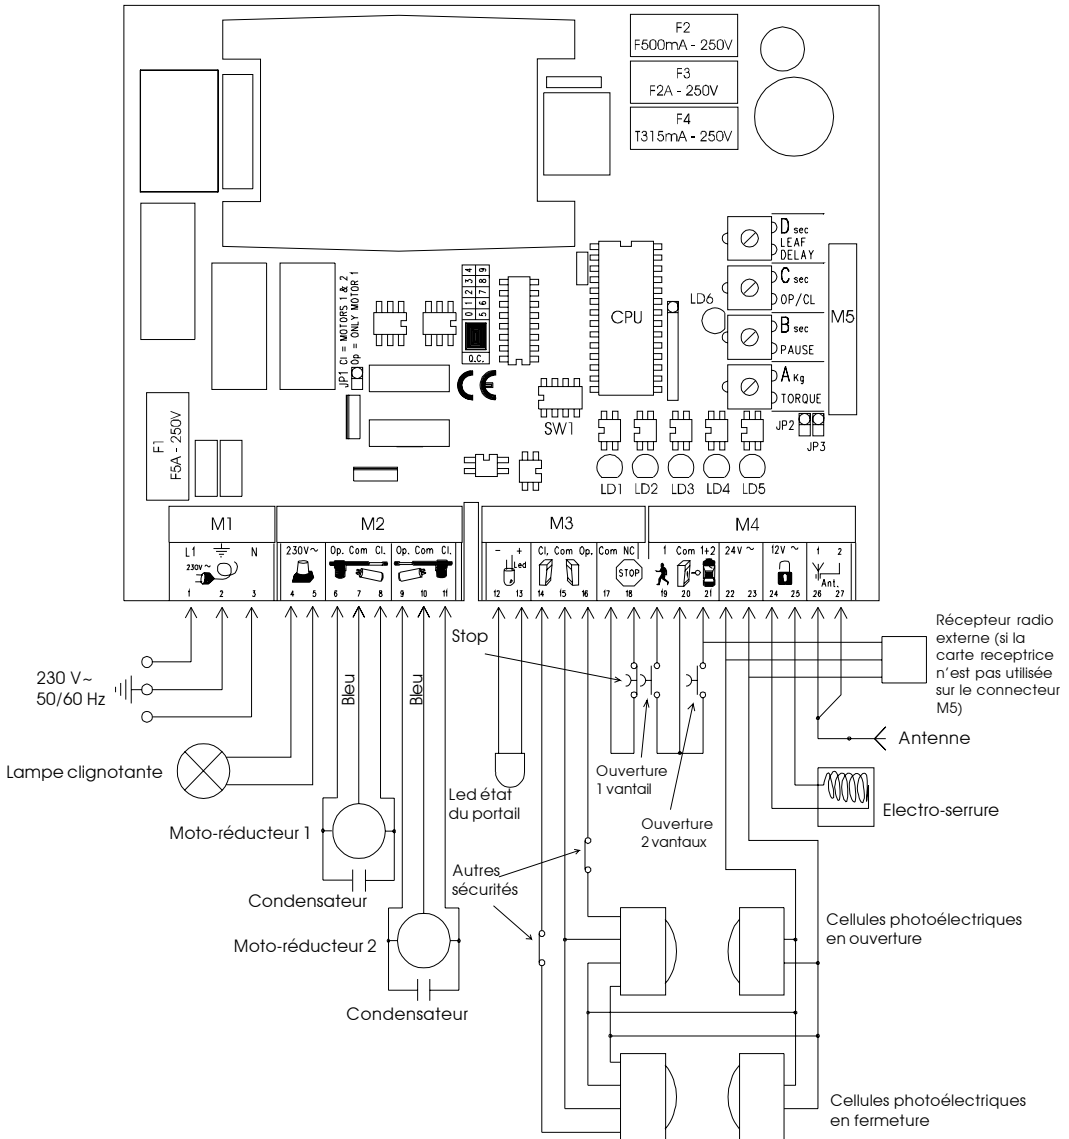 F2
F500mA - 250V
F3
F2A - 250V
F4
T315mA - 250V
D sec
LEAF
DELAY
C sec
OP/CL
B sec
PAUSE
A Kg
TORQUE
M5
LD6
JP2
JP3
CPU
JP1 Cl = MOTORS 1 & 2
Op = ONLY MOTOR 1
0 1 2 3 4
5 6 7 8 9
Q.C.
CE
SW1
F1
F5A - 250V
LD1 LD2 LD3 LD4 LD5
M1 M2 M3 M4
L1 N
230V~
230V~ Op. Com Cl. Op. Com Cl.
- + Led Cl. Com Op. Com NC
STOP
1 Com 1+2 24V ~ 12V ~ 1 2
Ant.
1 2 3 4 5 6 7 8 9 10 11
12 13 14 15 16 17 18 19 20 21 22 23 24 25 26 27
230 V~
50/60 Hz
Bleu
Bleu
Stop
Récepteur radio
externe (si la
carte receptrice
n'est pas utilisée
sur le connecteur
M5)
Antenne
Lampe clignotante
Led état
du portail
Ouverture
1 vantail
Ouverture
2 vantaux
Electro-serrure
Moto-réducteur 1
Condensateur
Autres
sécurités
Moto-réducteur 2
Condensateur
Cellules photoélectriques
en ouverture
Cellules photoélectriques
en fermeture